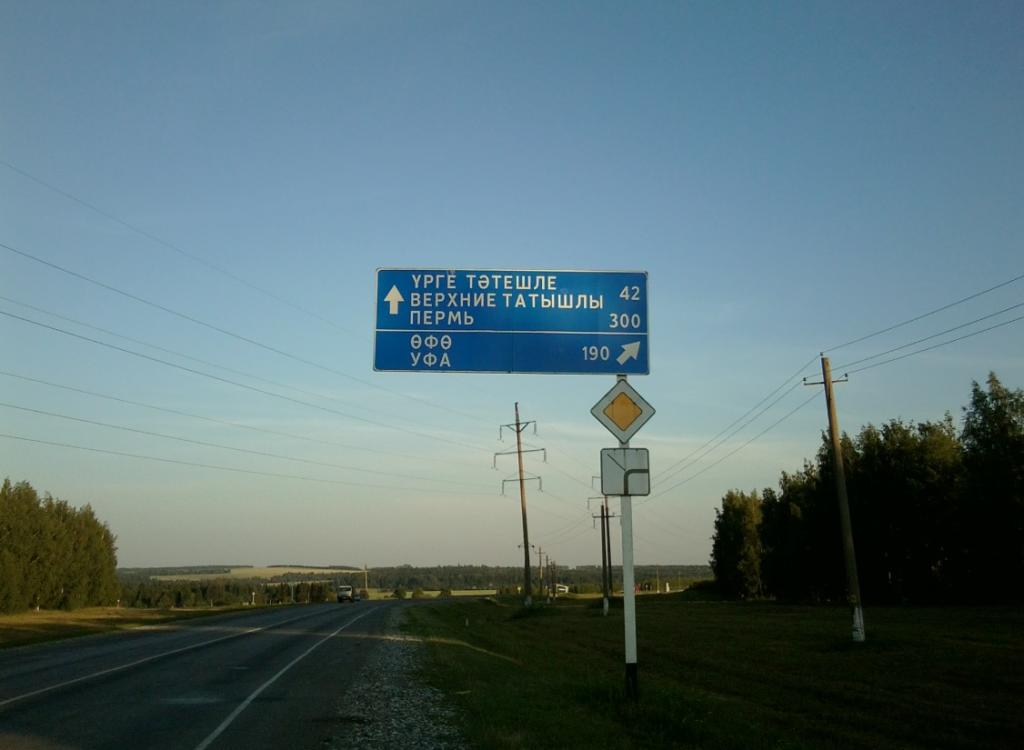 ҮРГЕ ТӘТЕШЛЕ
ВЕРХНИЕ ТАТЫШЛЫ 42
ПЕРМЬ 300
ӨФӨ
УФА 190